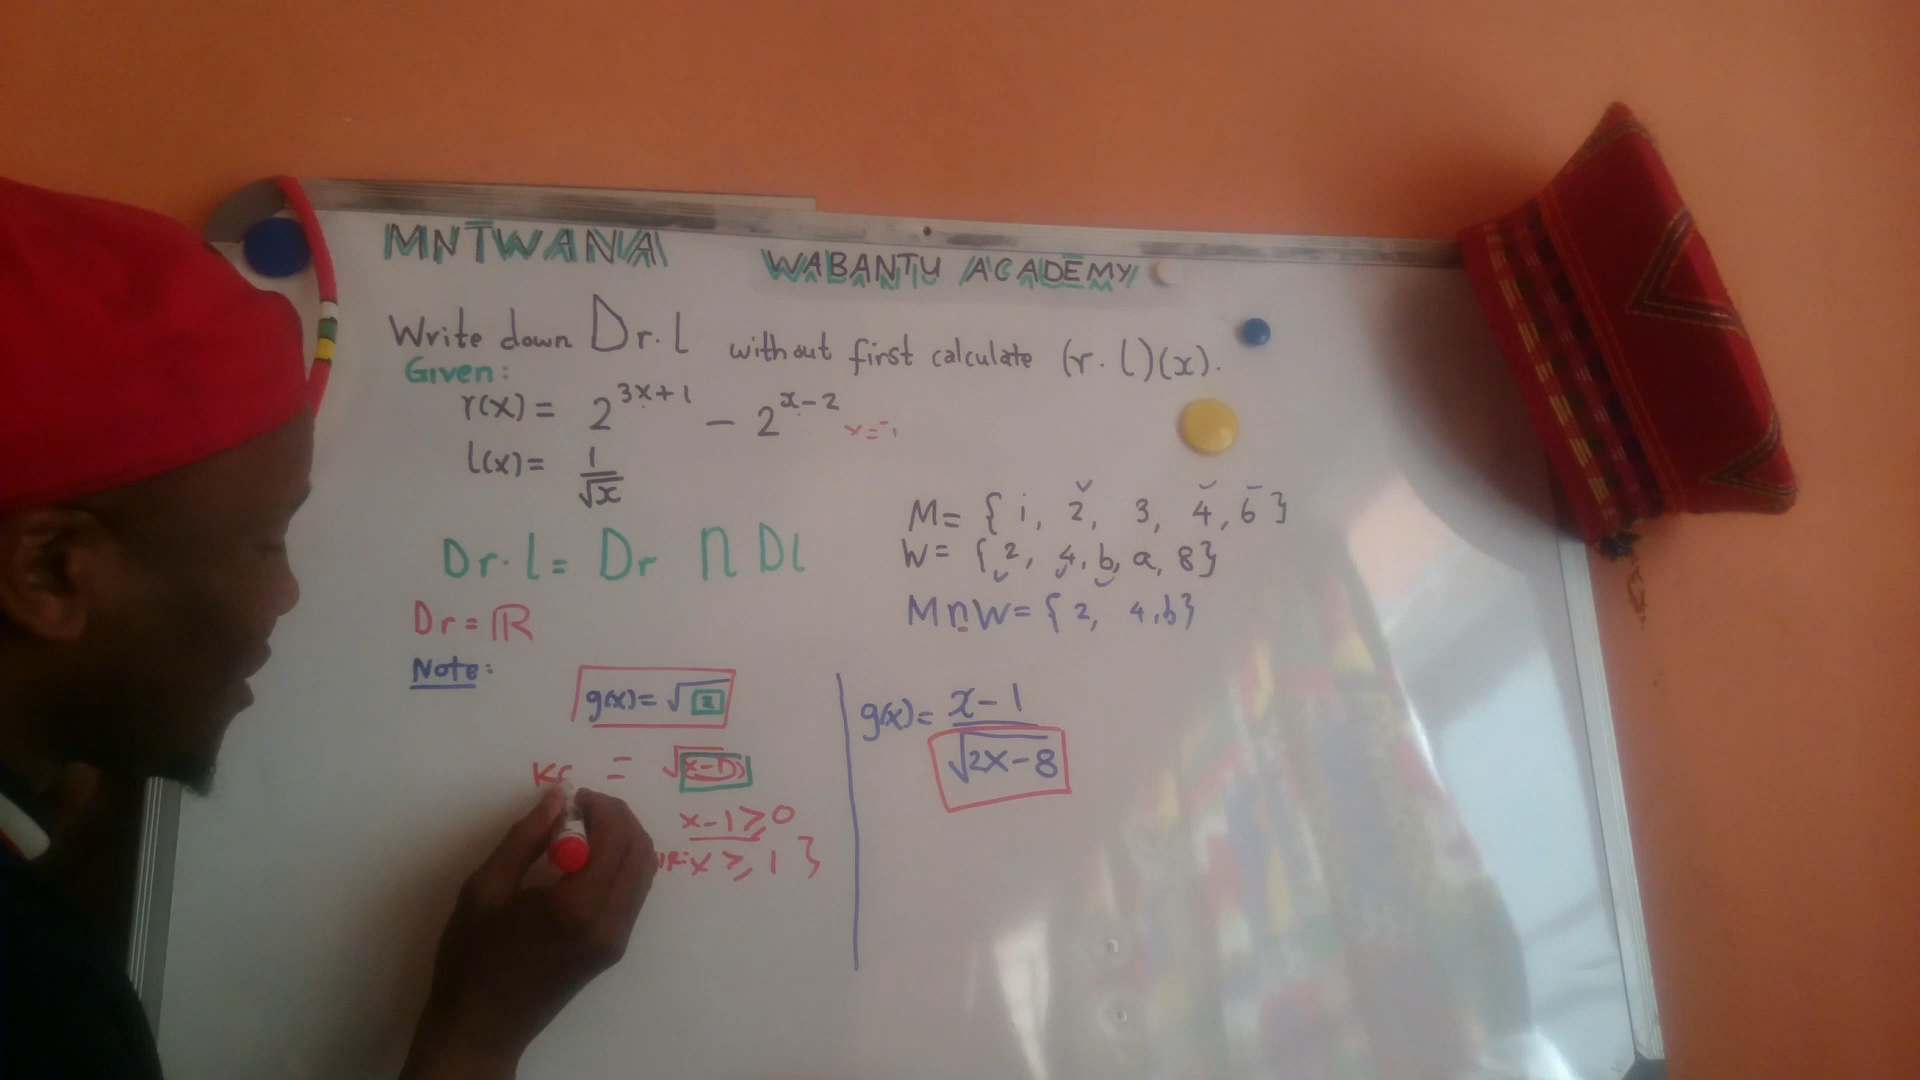 MNTWANA WABANTU ACADEMY
Write down Dr.l without first calculate (r.l)(x).
Given:
r(x) = 2^{3x+1} - 2^{x-2} x=-1
l(x) = 1/√x
Dr.l = Dr ∩ Dl
Dr = ℝ
M = { i, 2, 3, 4, 6 }
W = { 2, 4, b, a, 8 }
M∩W = { 2, 4, b }
Note:
g(x) = √
= √x-1
x-1 ≥ 0
x ≥ 1 }
g(x) = x-1/√2x-8